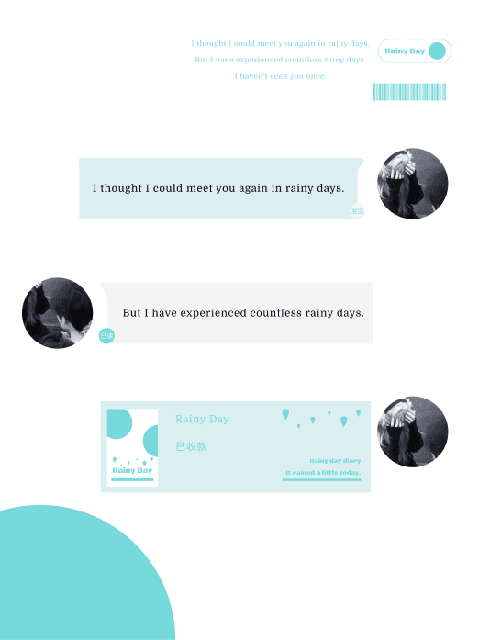 I thought I could meet you again in rainy days.
But I have experienced countless rainy days.
I haven't seen you once.
Rainy Day
I thought I could meet you again in rainy days.
But I have experienced countless rainy days.
已读
Rainy Day
已收款
Rainy Day
Rainy day diary
It rained a little today.